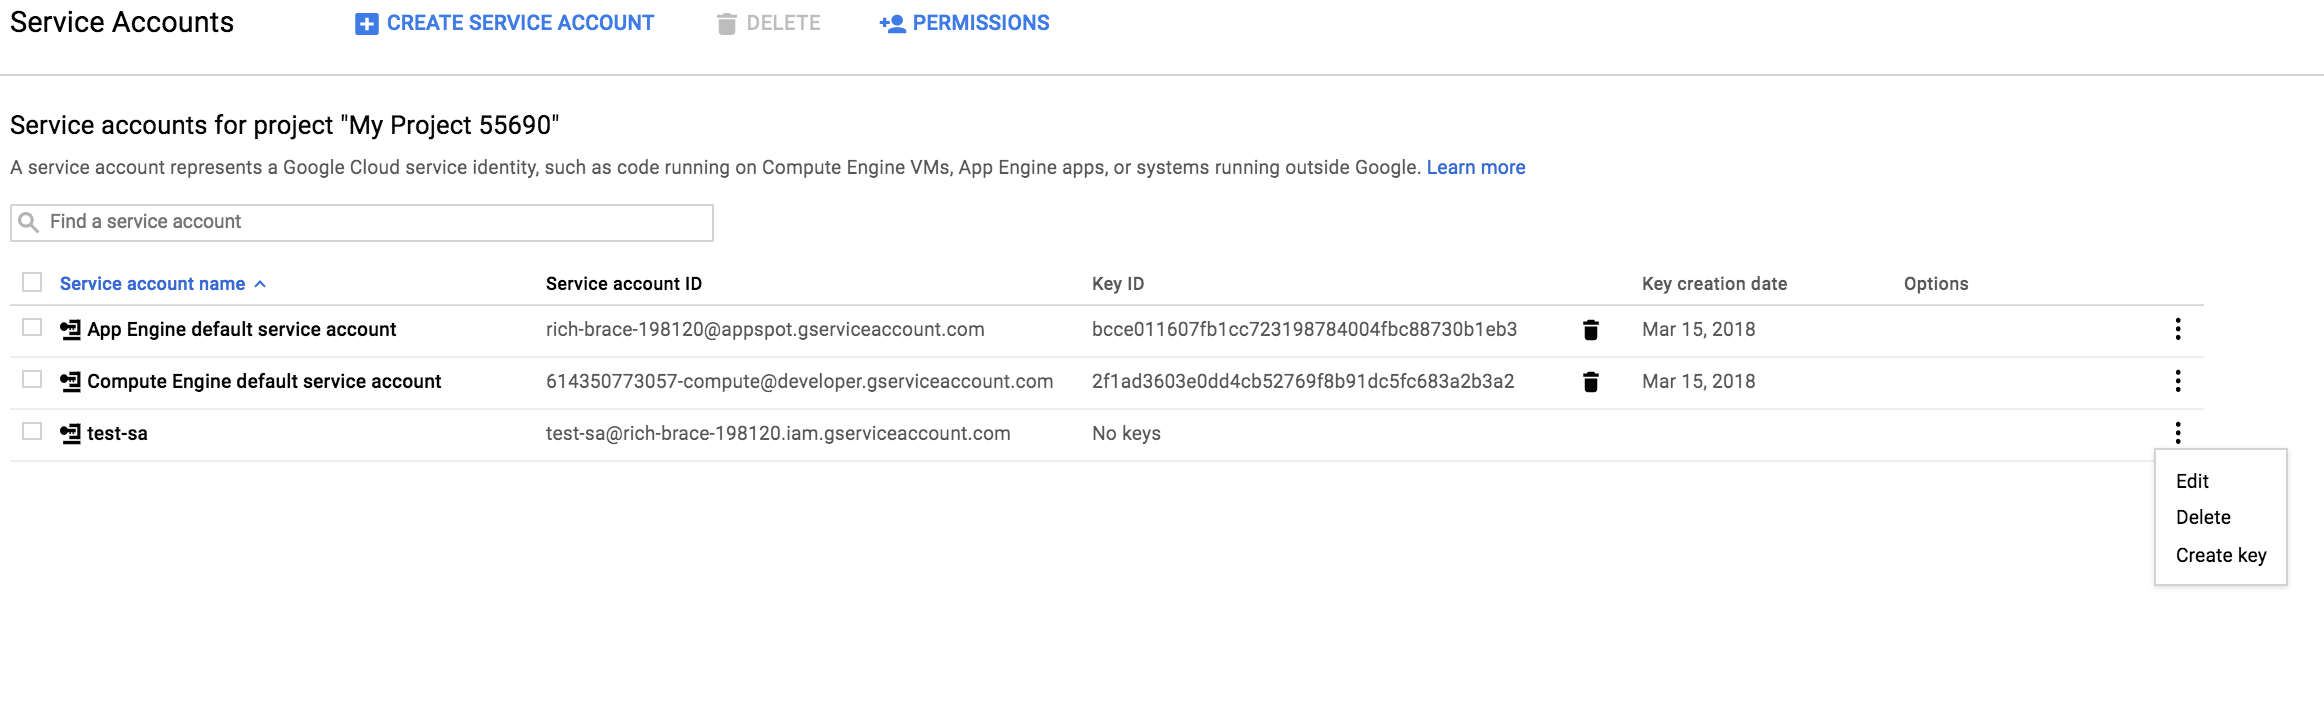 Service Accounts CREATE SERVICE ACCOUNT DELETE PERMISSIONS
Service accounts for project "My Project 55690"
A service account represents a Google Cloud service identity, such as code running on Compute Engine VMs, App Engine apps, or systems running outside Google. Learn more
Find a service account
Service account name Service account ID Key ID Key creation date Options
App Engine default service account rich-brace-198120@appspot.gserviceaccount.com bcce011607fb1cc723198784004fbc88730b1eb3 Mar 15, 2018
Compute Engine default service account 614350773057-compute@developer.gserviceaccount.com 2f1ad3603e0dd4cb52769f8b91dc5fc683a2b3a2 Mar 15, 2018
test-sa test-sa@rich-brace-198120.iam.gserviceaccount.com No keys
Edit
Delete
Create key